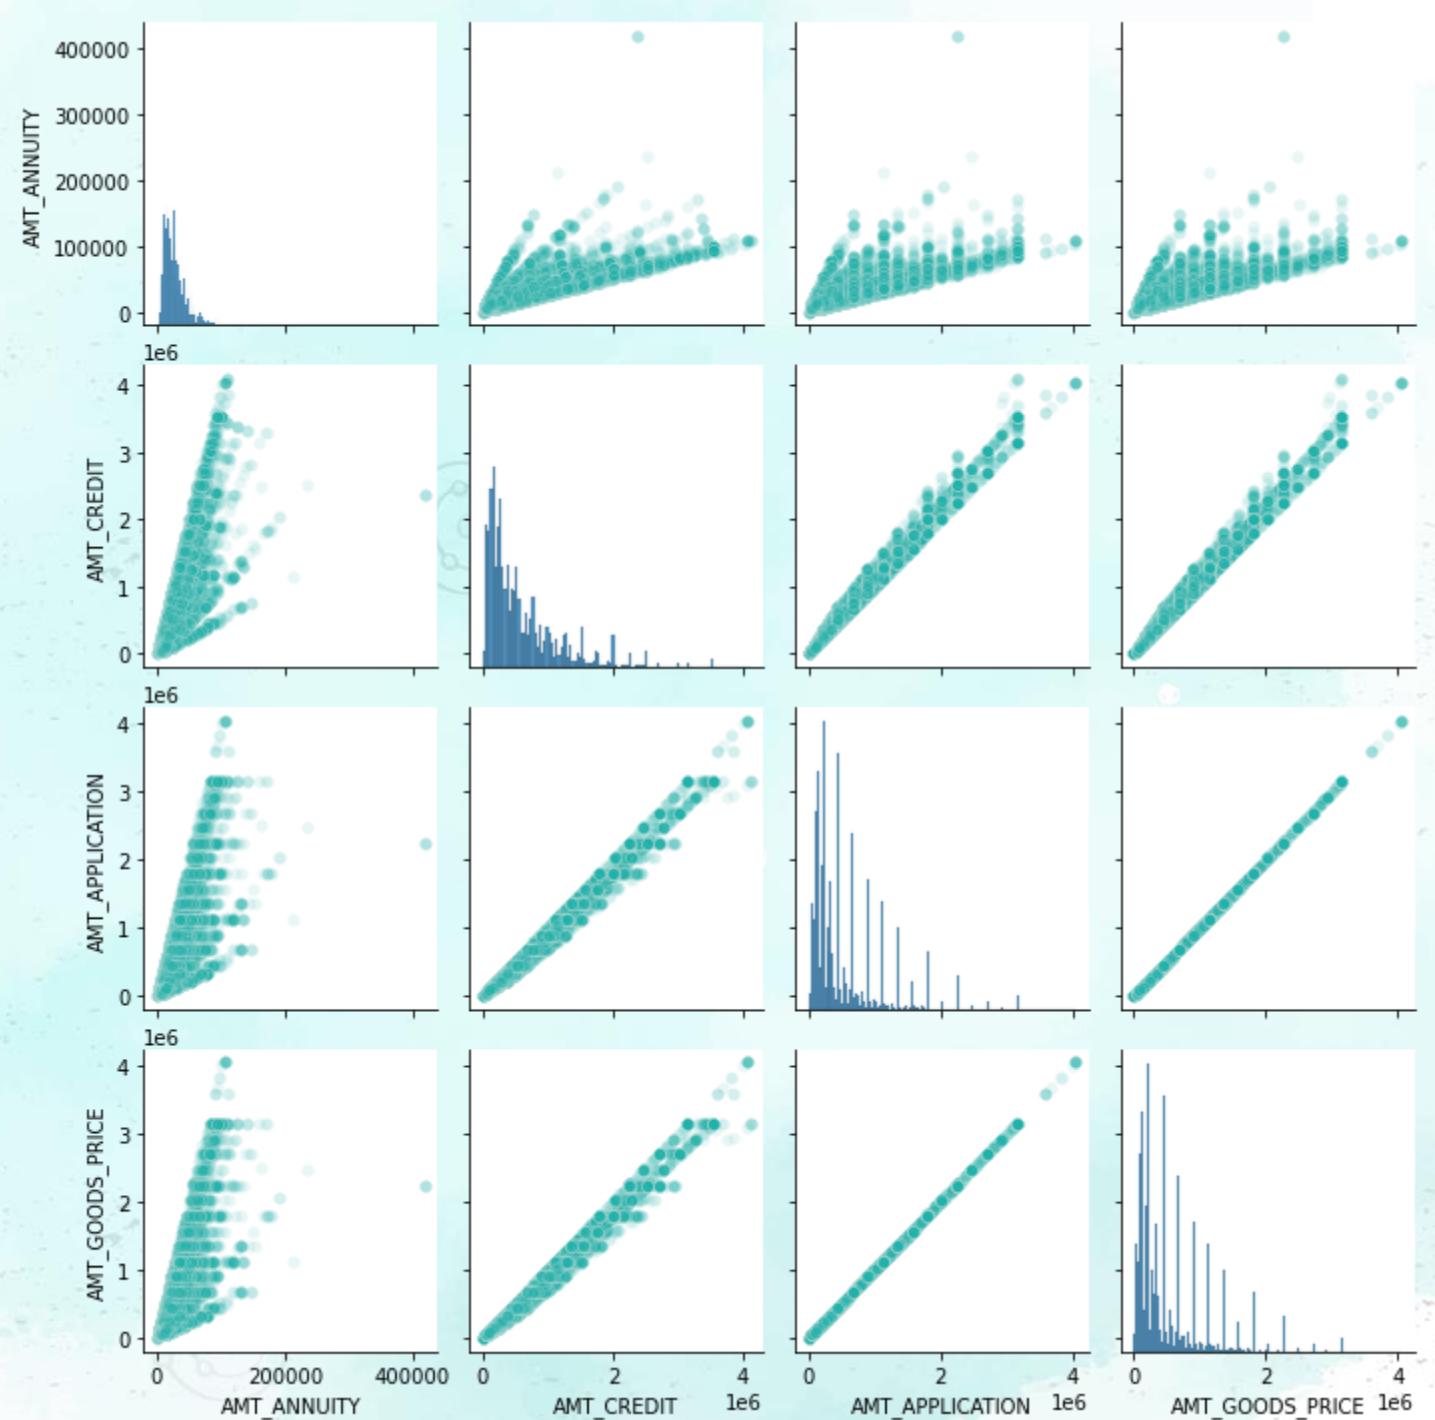 400000
300000
200000
100000
0
AMT_ANNUITY
1e6
4
3
2
1
0
AMT_CREDIT
1e6
4
3
2
1
0
AMT_APPLICATION
1e6
4
3
2
1
0
AMT_GOODS_PRICE
0 200000 400000 0 2 4 0 2 4 0 2 4
1e6 1e6 1e6
AMT_ANNUITY AMT_CREDIT AMT_APPLICATION AMT_GOODS_PRICE